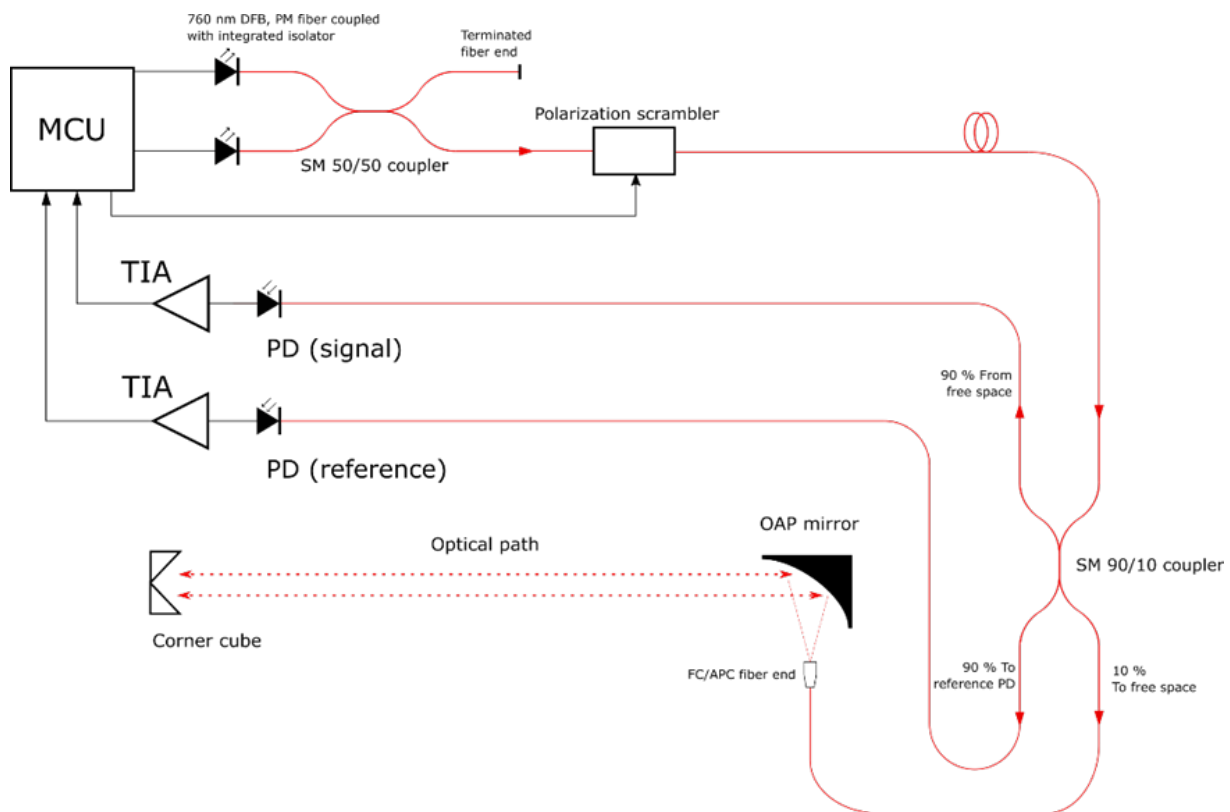 760 nm DFB, PM fiber coupled
with integrated isolator
Terminated
fiber end
MCU
Polarization scrambler
SM 50/50 coupler
TIA
PD (signal)
90 % From
free space
TIA
PD (reference)
OAP mirror
Optical path
SM 90/10 coupler
Corner cube
FC/APC fiber end
90 % To
reference PD
10 %
To free space